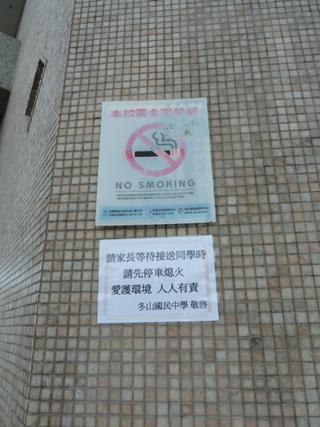 本校區全面禁菸
NO SMOKING
請家長等待接送同學時
請先停車熄火
愛護環境 人人有責
冬山國民中學 敬啓